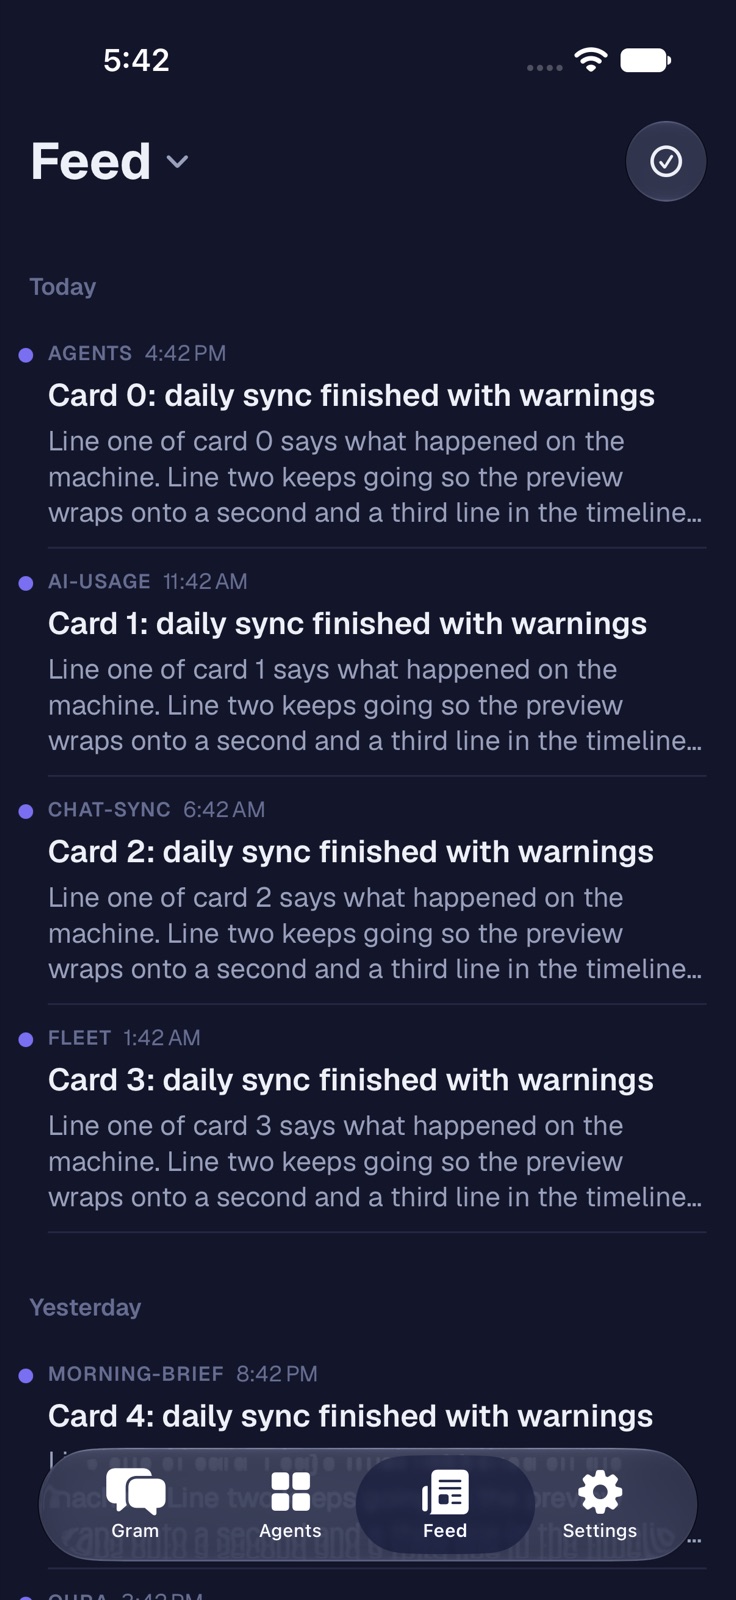 5:42
Feed
Today
AGENTS 4:42 PM
Card 0: daily sync finished with warnings
Line one of card 0 says what happened on the
machine. Line two keeps going so the preview
wraps onto a second and a third line in the timeline…
AI-USAGE 11:42 AM
Card 1: daily sync finished with warnings
Line one of card 1 says what happened on the
machine. Line two keeps going so the preview
wraps onto a second and a third line in the timeline…
CHAT-SYNC 6:42 AM
Card 2: daily sync finished with warnings
Line one of card 2 says what happened on the
machine. Line two keeps going so the preview
wraps onto a second and a third line in the timeline…
FLEET 1:42 AM
Card 3: daily sync finished with warnings
Line one of card 3 says what happened on the
machine. Line two keeps going so the preview
wraps onto a second and a third line in the timeline…
Yesterday
MORNING-BRIEF 8:42 PM
Card 4: daily sync finished with warnings
Gram Agents Feed Settings